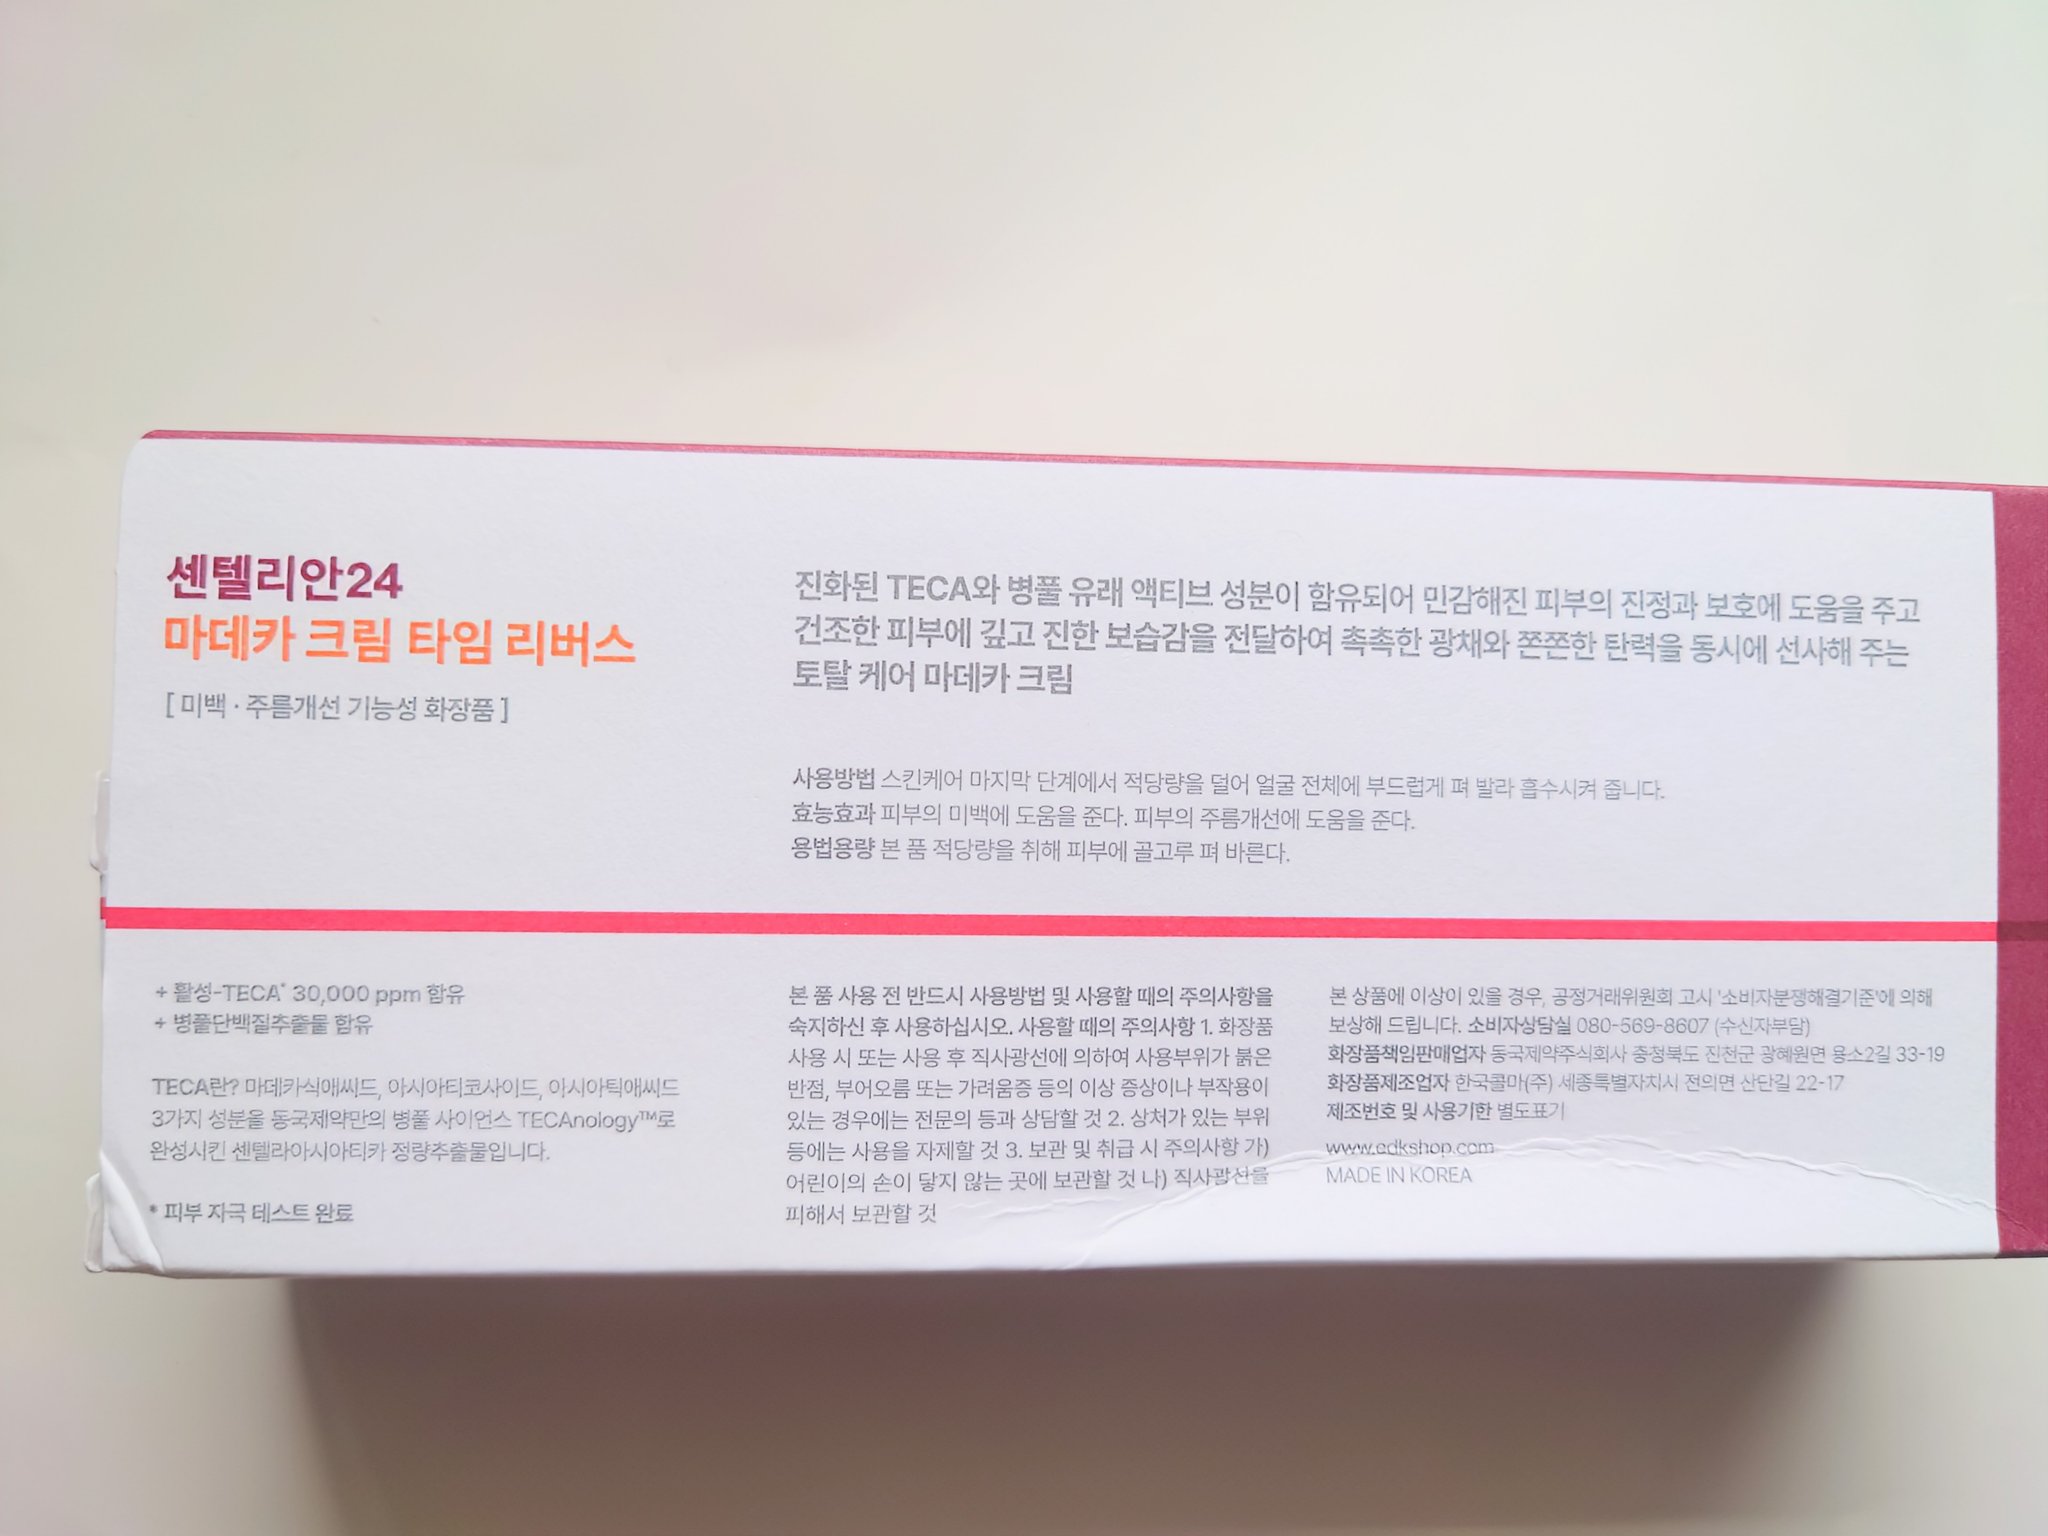 센텔리안24
마데카 크림 타임 리버스
[ 미백 · 주름개선 기능성 화장품 ]
진화된 TECA와 병풀 유래 액티브 성분이 함유되어 민감해진 피부의 진정과 보호에 도움을 주고
건조한 피부에 깊고 진한 보습감을 전달하여 촉촉한 광채와 쫀쫀한 탄력을 동시에 선사해 주는
토탈 케어 마데카 크림
사용방법 스킨케어 마지막 단계에서 적당량을 덜어 얼굴 전체에 부드럽게 펴 발라 흡수시켜 줍니다.
효능효과 피부의 미백에 도움을 준다. 피부의 주름개선에 도움을 준다.
용법용량 본 품 적당량을 취해 피부에 골고루 펴 바른다.
+ 활성-TECA* 30,000 ppm 함유
+ 병풀단백질추출물 함유
TECA란? 마데카식애씨드, 아시아티코사이드, 아시아틱애씨드
3가지 성분을 동국제약만의 병풀 사이언스 TECAnology™로
완성시킨 센텔라아시아티카 정량추출물입니다.
* 피부 자극 테스트 완료
본 품 사용 전 반드시 사용방법 및 사용할 때의 주의사항을
숙지하신 후 사용하십시오. 사용할 때의 주의사항 1. 화장품
사용 시 또는 사용 후 직사광선에 의하여 사용부위가 붉은
반점, 부어오름 또는 가려움증 등의 이상 증상이나 부작용이
있는 경우에는 전문의 등과 상담할 것 2. 상처가 있는 부위
등에는 사용을 자제할 것 3. 보관 및 취급 시 주의사항 가)
어린이의 손이 닿지 않는 곳에 보관할 것 나) 직사광선을
피해서 보관할 것
본 상품에 이상이 있을 경우, 공정거래위원회 고시 '소비자분쟁해결기준'에 의해
보상해 드립니다. 소비자상담실 080-569-8607 (수신자부담)
화장품책임판매업자 동국제약주식회사 충청북도 진천군 광혜원면 용소2길 33-19
화장품제조업자 한국콜마(주) 세종특별자치시 전의면 산단길 22-17
제조번호 및 사용기한 별도표기
www.edkshop.com
MADE IN KOREA